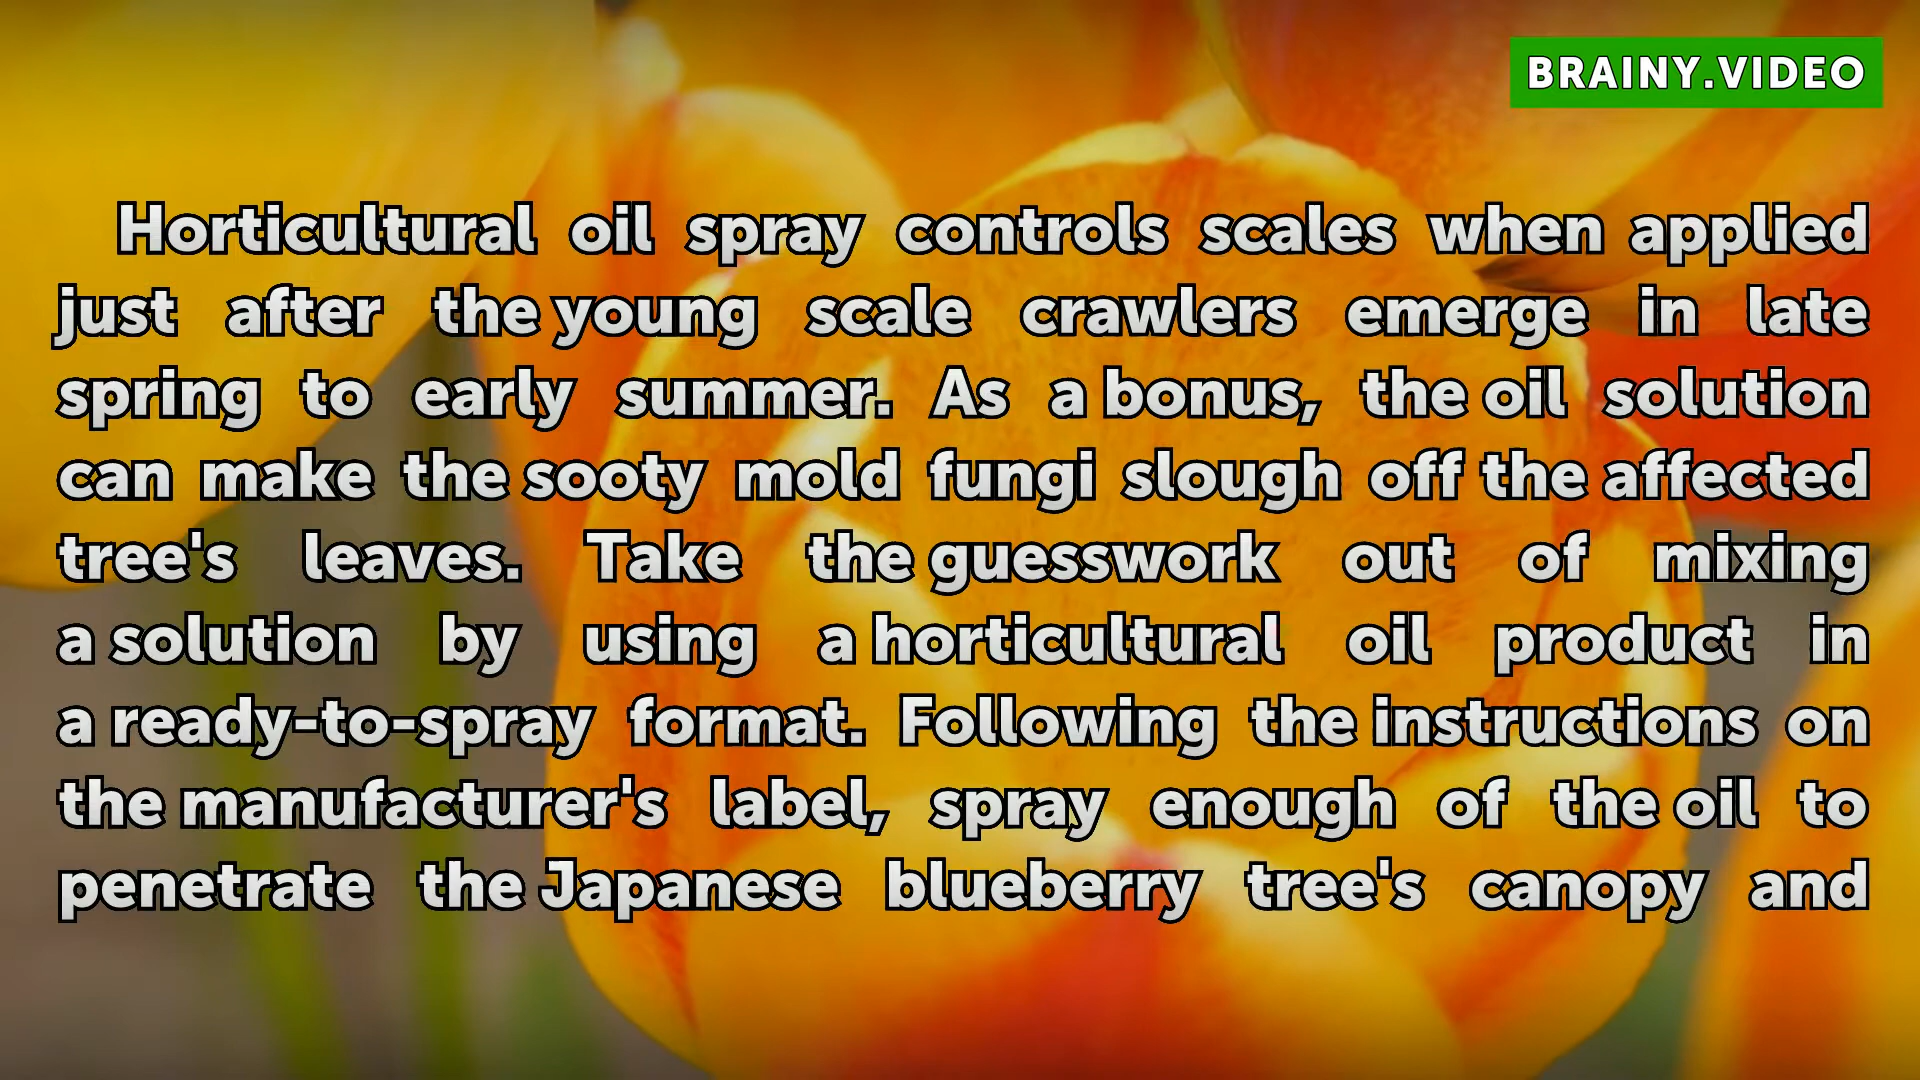 BRAINY.VIDEO
Horticultural oil spray controls scales when applied
just after the young scale crawlers emerge in late
spring to early summer. As a bonus, the oil solution
can make the sooty mold fungi slough off the affected
tree's leaves. Take the guesswork out of mixing
a solution by using a horticultural oil product in
a ready-to-spray format. Following the instructions on
the manufacturer's label, spray enough of the oil to
penetrate the Japanese blueberry tree's canopy and